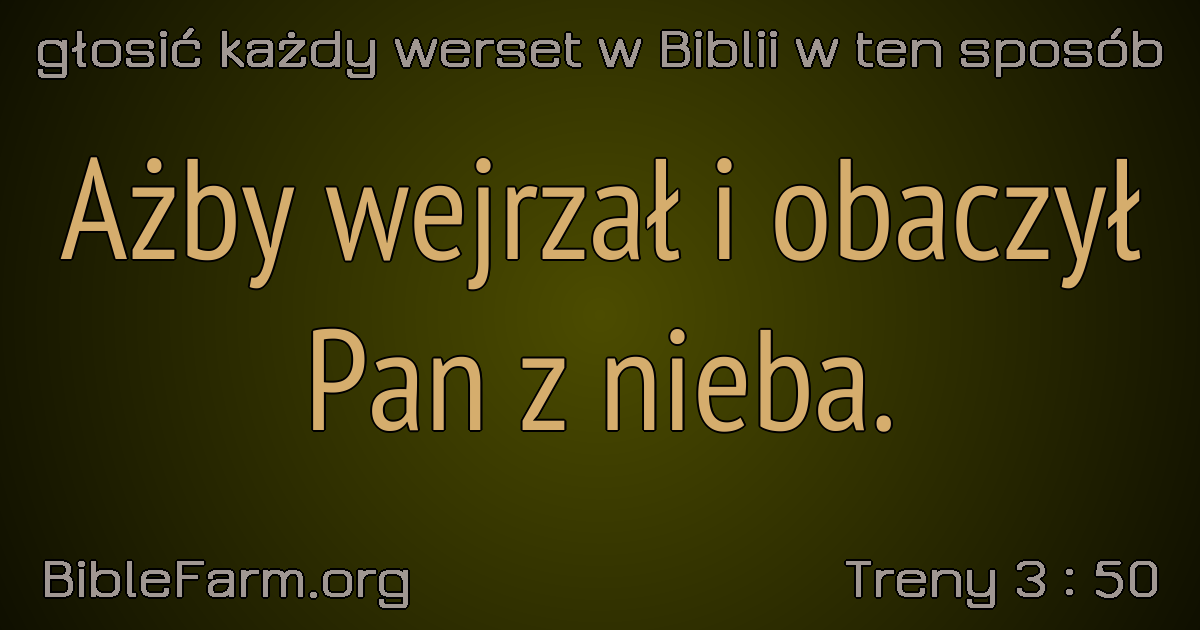 głosić każdy werset w Biblii w ten sposób
Ażby wejrzał i obaczył
Pan z nieba.
BibleFarm.org
Treny 3 : 50